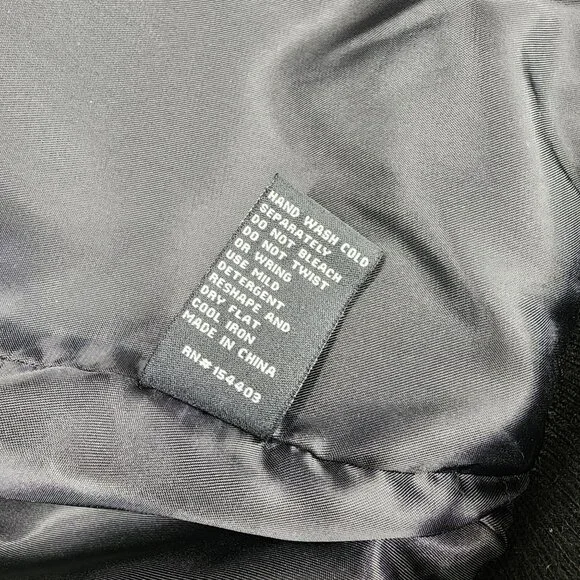 HAND WASH COLD
SEPARATELY
DO NOT BLEACH
DO NOT TWIST
OR WRING
USE MILD
DETERGENT
RESHAPE AND
DRY FLAT
COOL IRON
MADE IN CHINA
RN#154403